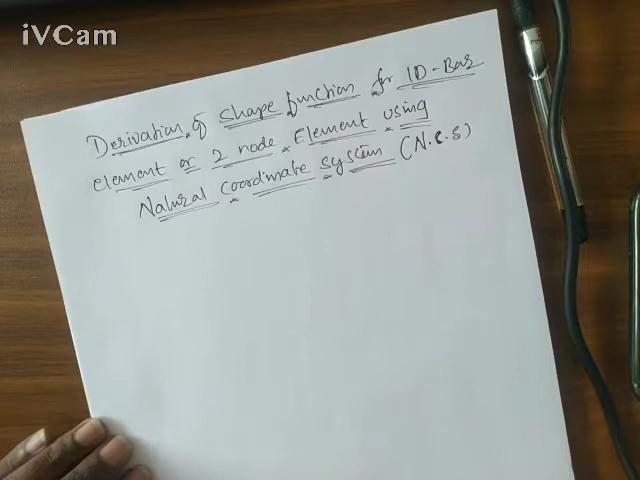 iVCam
Derivation of shape function for 1D-Bar
element or 2 node Element using
Natural Coordinate system (N.C.S)